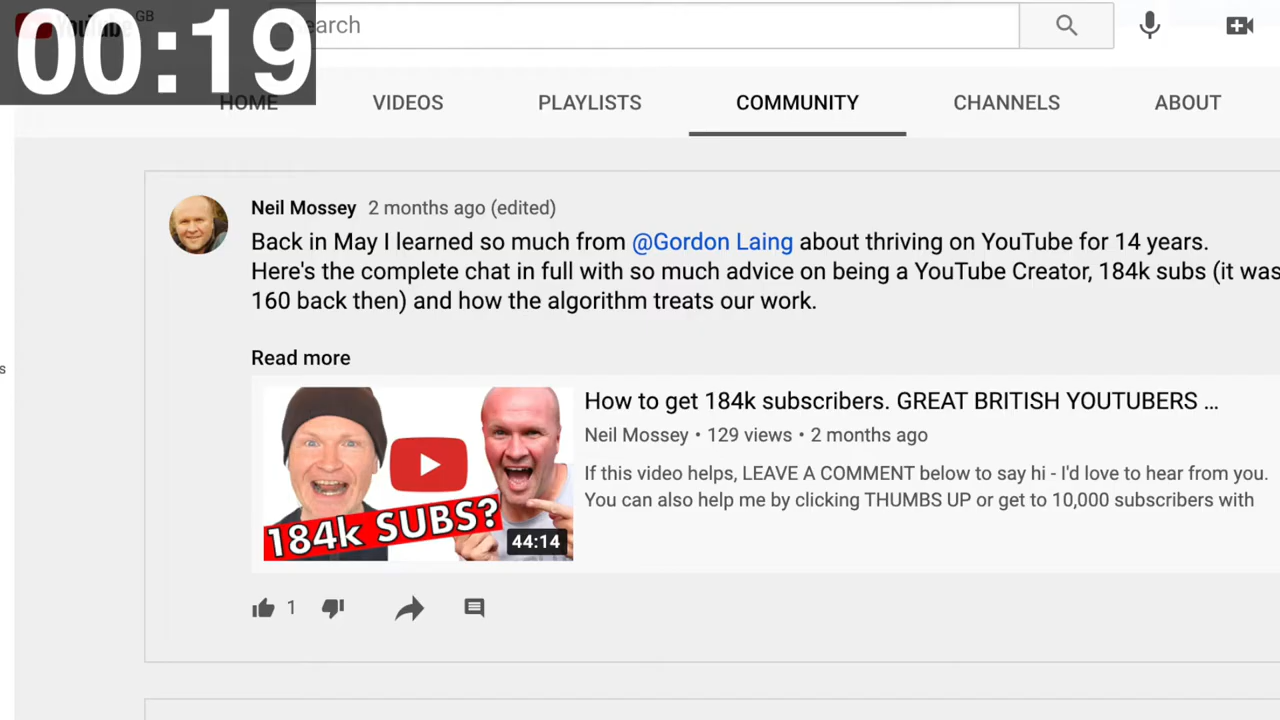 00:19
YouTube GB
Search
HOME VIDEOS PLAYLISTS COMMUNITY CHANNELS ABOUT
Neil Mossey 2 months ago (edited)
Back in May I learned so much from @Gordon Laing about thriving on YouTube for 14 years.
Here's the complete chat in full with so much advice on being a YouTube Creator, 184k subs (it was
160 back then) and how the algorithm treats our work.
s
Read more
How to get 184k subscribers. GREAT BRITISH YOUTUBERS ...
Neil Mossey • 129 views • 2 months ago
If this video helps, LEAVE A COMMENT below to say hi - I'd love to hear from you.
You can also help me by clicking THUMBS UP or get to 10,000 subscribers with
184k SUBS?
44:14
1